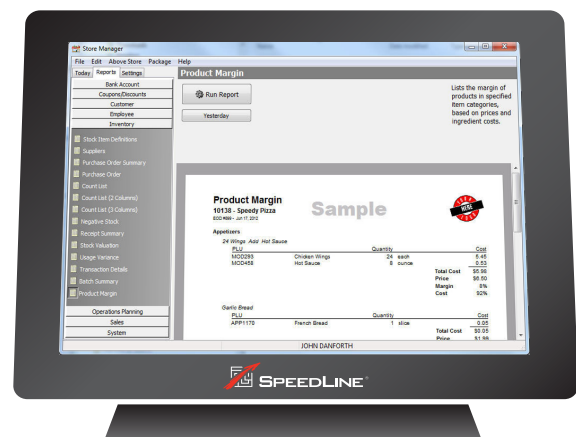 Store Manager
File Edit Above Store Package Help
Today Reports Settings
Product Margin
Bank Account
Coupons/Discounts
Customer
Employee
Inventory
Stock Item Definitions
Suppliers
Purchase Order Summary
Purchase Order
Count List
Count List (2 Columns)
Count List (3 Columns)
Negative Stock
Receipt Summary
Stock Valuation
Usage Variance
Transaction Details
Batch Summary
Product Margin
Operations Planning
Sales
System
Run Report
Yesterday
Lists the margin of
products in specified
item categories,
based on prices and
ingredient costs.
Product Margin
10138 - Speedy Pizza
Sample
HERE
Appetizers
24 Wings Add Hot Sauce
PLU Quantity Cost
MOD293 Chicken Wings 24 each 5.45
MOD458 Hot Sauce 8 ounce 0.53
Total Cost $5.98
Price $6.50
Margin 8%
Cost 92%
Garlic Bread
PLU Quantity Cost
APP1170 French Bread 1 slice 0.95
Total Cost $0.95
Price $1.99
JOHN DANFORTH
SPEEDLINE